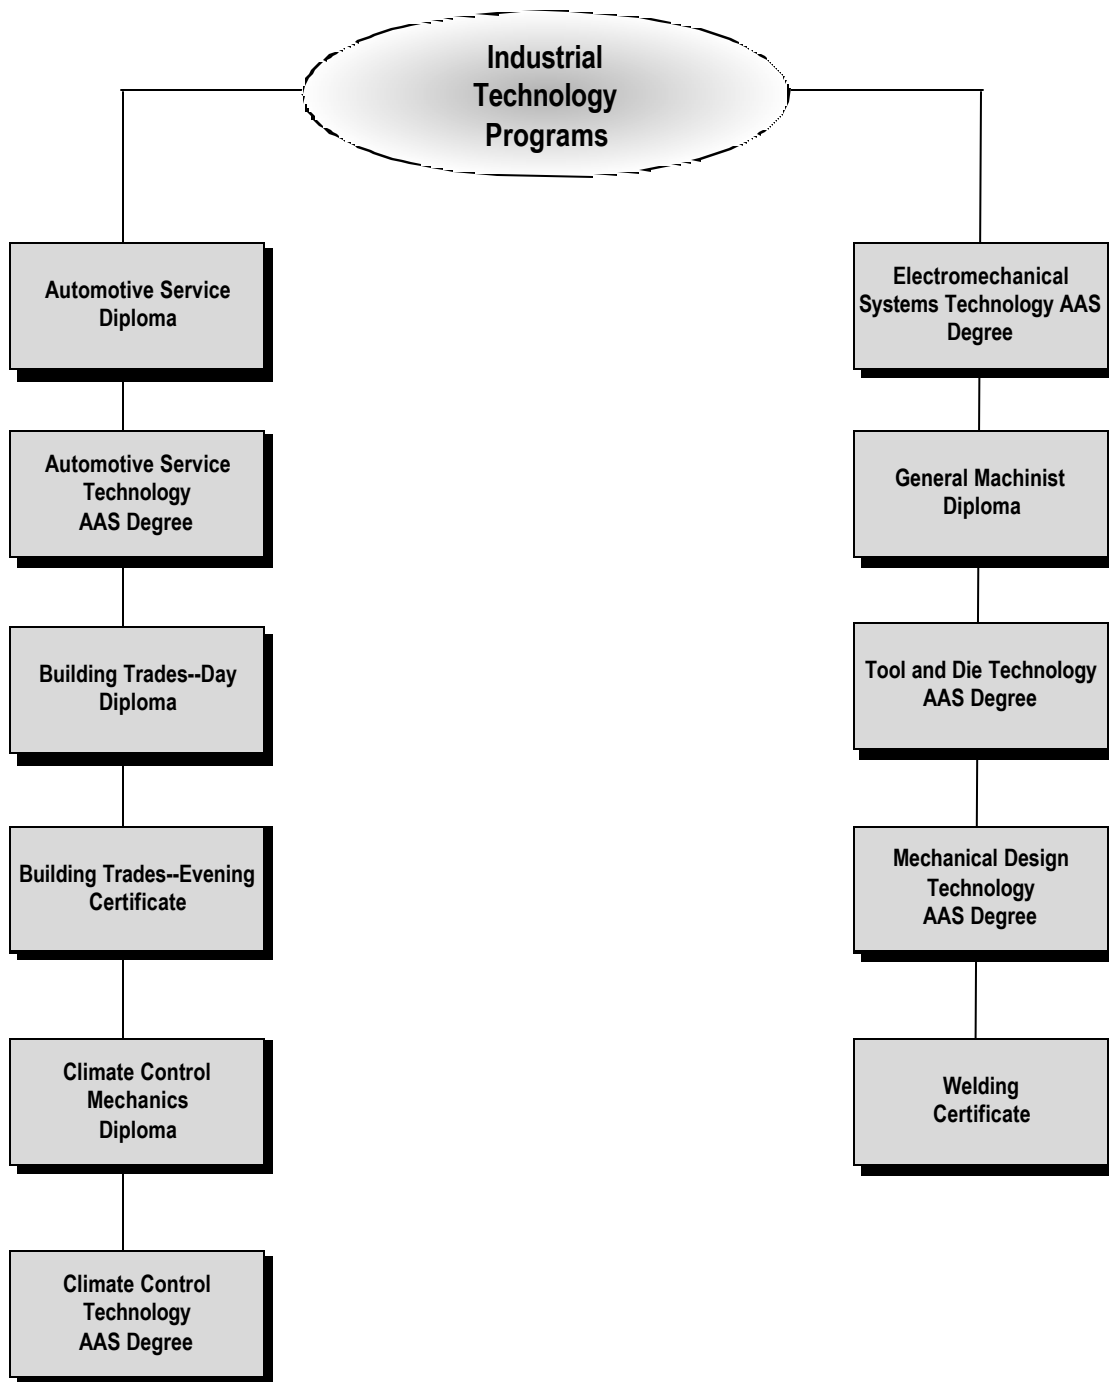 Industrial
Technology
Programs
Automotive Service
Diploma
Automotive Service
Technology
AAS Degree
Building Trades--Day
Diploma
Building Trades--Evening
Certificate
Climate Control
Mechanics
Diploma
Climate Control
Technology
AAS Degree
Electromechanical
Systems Technology AAS
Degree
General Machinist
Diploma
Tool and Die Technology
AAS Degree
Mechanical Design
Technology
AAS Degree
Welding
Certificate